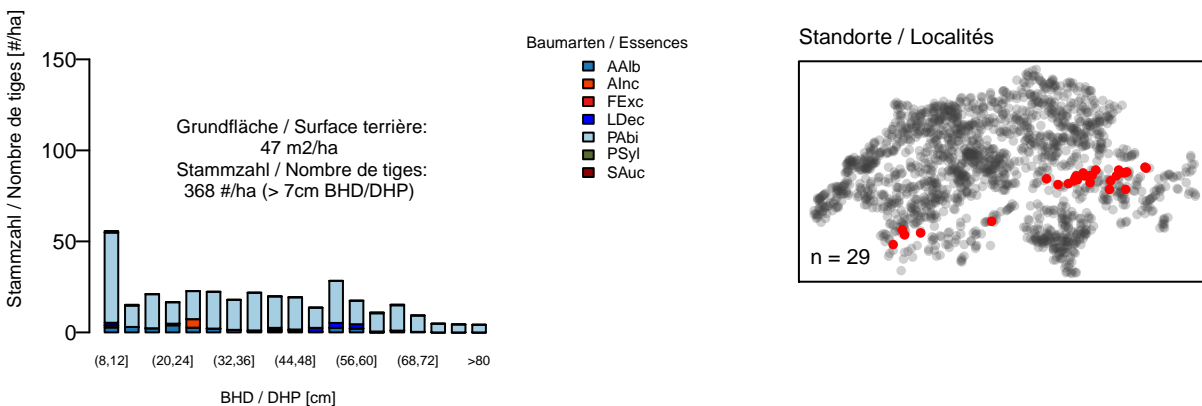 Stammzahl / Nombre de tiges [#/ha]
150
100
50
0
Grundfläche / Surface terrière:
47 m2/ha
Stammzahl / Nombre de tiges:
368 #/ha (> 7cm BHD/DHP)
(8,12]
(20,24]
(32,36]
(44,48]
(56,60]
(68,72]
>80
BHD / DHP [cm]
Baumarten / Essences
AAlb
AInc
FExc
LDec
PAbi
PSyl
SAuc
Standorte / Localités
n = 29